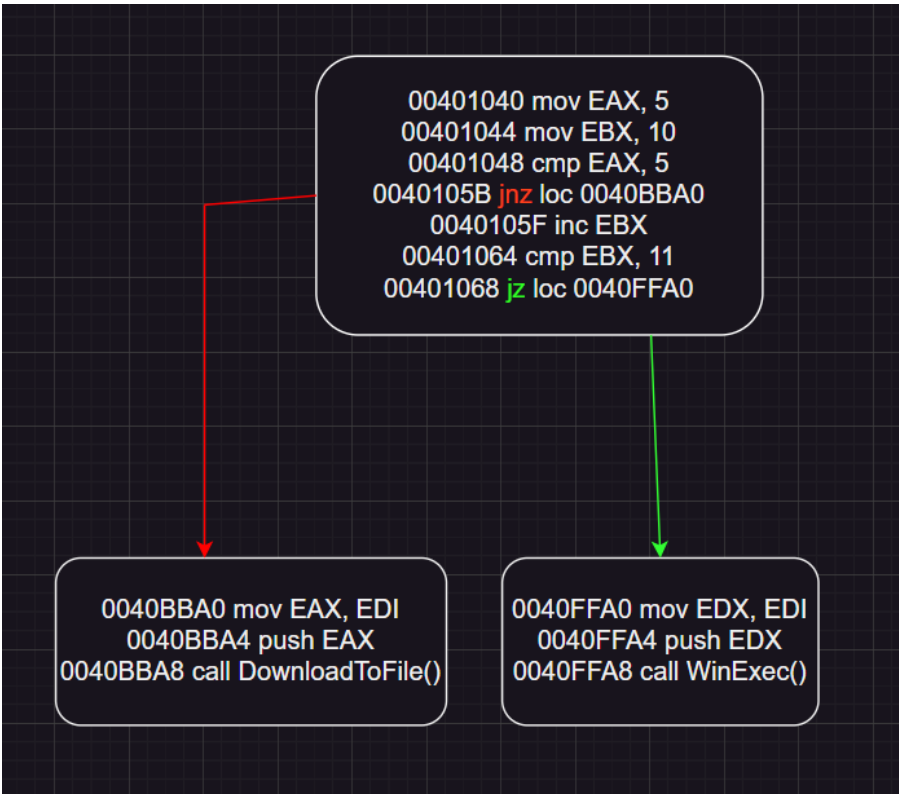 00401040 mov EAX, 5
00401044 mov EBX, 10
00401048 cmp EAX, 5
0040105B jnz loc 0040BBA0
0040105F inc EBX
00401064 cmp EBX, 11
00401068 jz loc 0040FFA0
0040BBA0 mov EAX, EDI
0040BBA4 push EAX
0040BBA8 call DownloadToFile()
0040FFA0 mov EDX, EDI
0040FFA4 push EDX
0040FFA8 call WinExec()